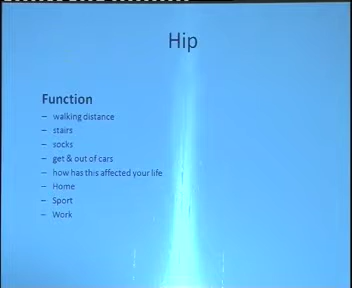 Hip
Function
– walking distance
– stairs
– socks
– get & out of cars
– how has this affected your life
– Home
– Sport
– Work